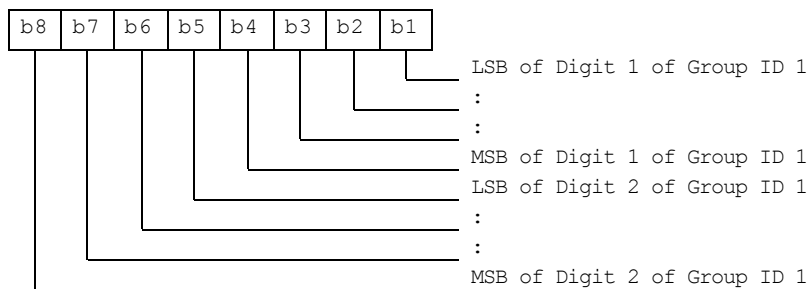 b8 b7 b6 b5 b4 b3 b2 b1
LSB of Digit 1 of Group ID 1
:
:
MSB of Digit 1 of Group ID 1
LSB of Digit 2 of Group ID 1
:
:
MSB of Digit 2 of Group ID 1